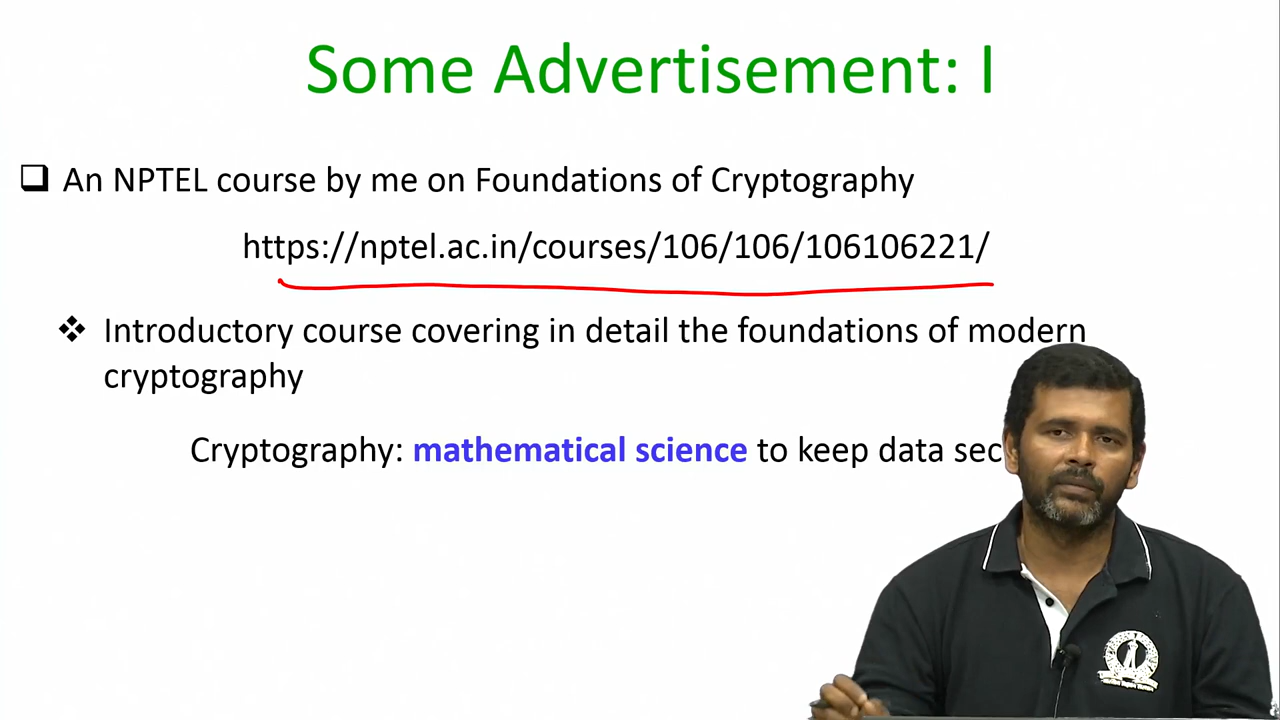 Some Advertisement: I
An NPTEL course by me on Foundations of Cryptography
https://nptel.ac.in/courses/106/106/106106221/
Introductory course covering in detail the foundations of modern
cryptography
Cryptography: mathematical science to keep data sec